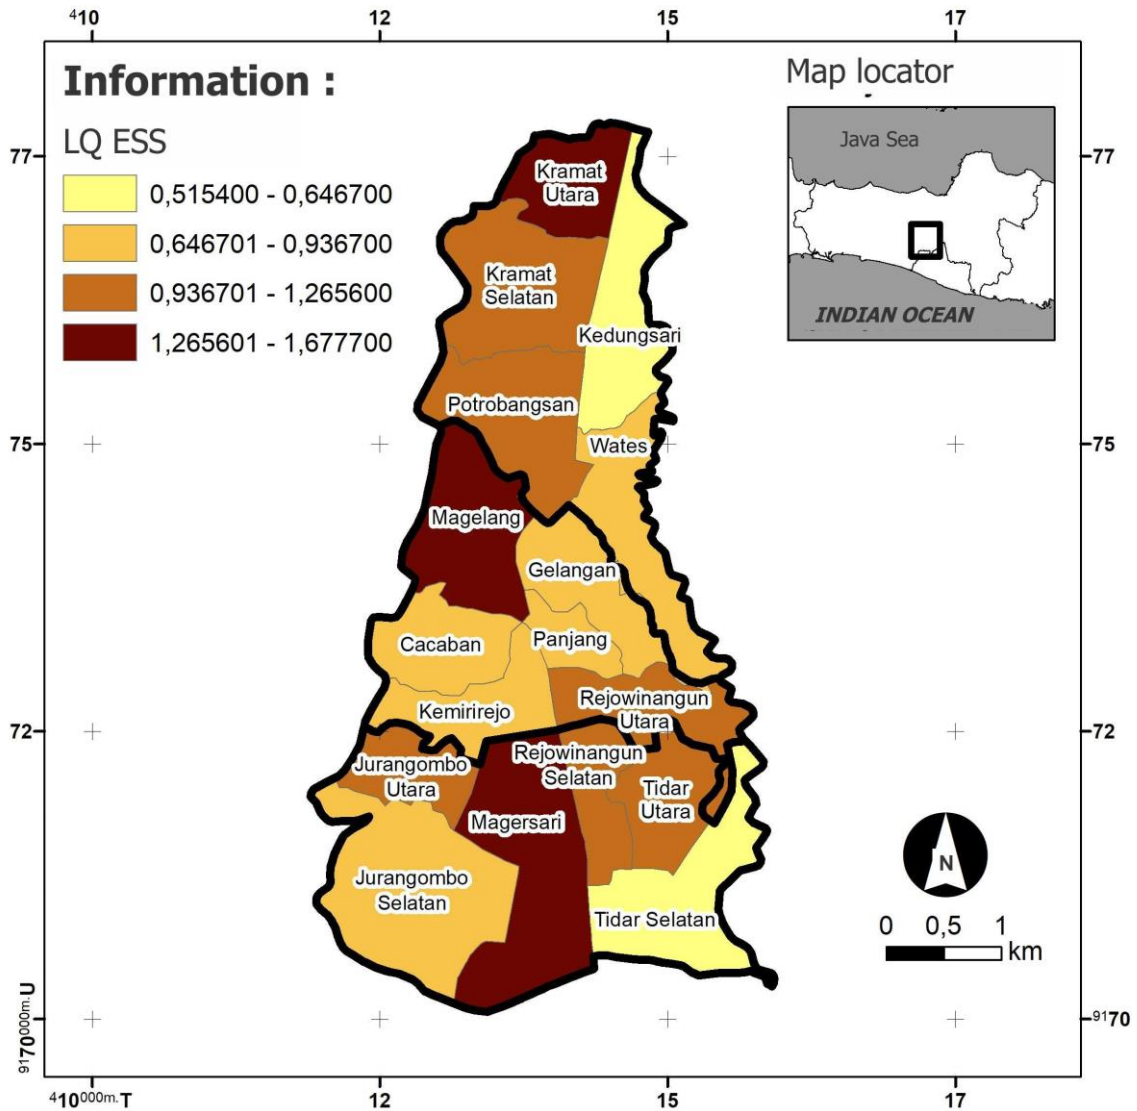 ⁴10
12
15
17
Information :
LQ ESS
0,515400 - 0,646700
0,646701 - 0,936700
0,936701 - 1,265600
1,265601 - 1,677700
Map locator
Java Sea
INDIAN OCEAN
77
77
75
75
72
72
⁹¹70⁰⁰⁰ᵐ·U
⁹¹70
Kramat
Utara
Kramat
Selatan
Kedungsari
Potrobangsan
Wates
Magelang
Gelangan
Cacaban
Panjang
Kemirirejo
Rejowinangun
Utara
Jurangombo
Utara
Rejowinangun
Selatan
Tidar
Utara
Magersari
Jurangombo
Selatan
Tidar Selatan
N
0 0,5 1
km
⁴10⁰⁰⁰ᵐ·T
12
15
17